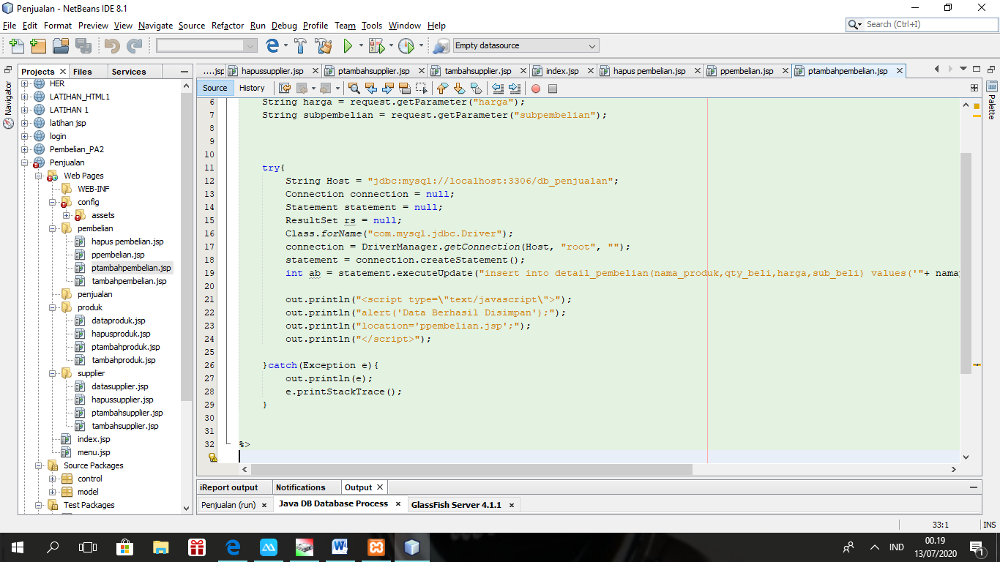 Penjualan - NetBeans IDE 8.1
File Edit Format Preview View Navigate Source Refactor Run Debug Profile Team Tools Window Help
Search (Ctrl+I)
Empty datasource
Projects Files Services
....jsp hapussupplier.jsp ptambahsupplier.jsp tambahsupplier.jsp index.jsp hapus pembelian.jsp ppembelian.jsp ptambahpembelian.jsp
Navigator
Palette
Source History
HER
LATIHAN_HTML1
LATIHAN 1
latihan jsp
login
Pembelian_PA2
Penjualan
Web Pages
WEB-INF
config
assets
pembelian
hapus pembelian.jsp
ppembelian.jsp
ptambahpembelian.jsp
tambahpembelian.jsp
penjualan
produk
dataproduk.jsp
hapusproduk.jsp
ptambahproduk.jsp
tambahproduk.jsp
supplier
datasupplier.jsp
hapussupplier.jsp
ptambahsupplier.jsp
tambahsupplier.jsp
index.jsp
menu.jsp
Source Packages
control
model
Test Packages
6 String harga = request.getParameter("harga");
7 String subpembelian = request.getParameter("subpembelian");
8
9
10
11 try{
12 String Host = "jdbc:mysql://localhost:3306/db_penjualan";
13 Connection connection = null;
14 Statement statement = null;
15 ResultSet rs = null;
16 Class.forName("com.mysql.jdbc.Driver");
17 connection = DriverManager.getConnection(Host, "root", "");
18 statement = connection.createStatement();
19 int ab = statement.executeUpdate("insert into detail_pembelian(nama_produk,qty_beli,harga,sub_beli) values('"+ nama
20
21 out.println("<script type=\"text/javascript\">");
22 out.println("alert('Data Berhasil Disimpan');");
23 out.println("location='ppembelian.jsp';");
24 out.println("</script>");
25
26 }catch(Exception e){
27 out.println(e);
28 e.printStackTrace();
29 }
30
31
32 %>
iReport output Notifications Output
Penjualan (run) Java DB Database Process GlassFish Server 4.1.1
33:1 INS
IND
00.19
13/07/2020
1